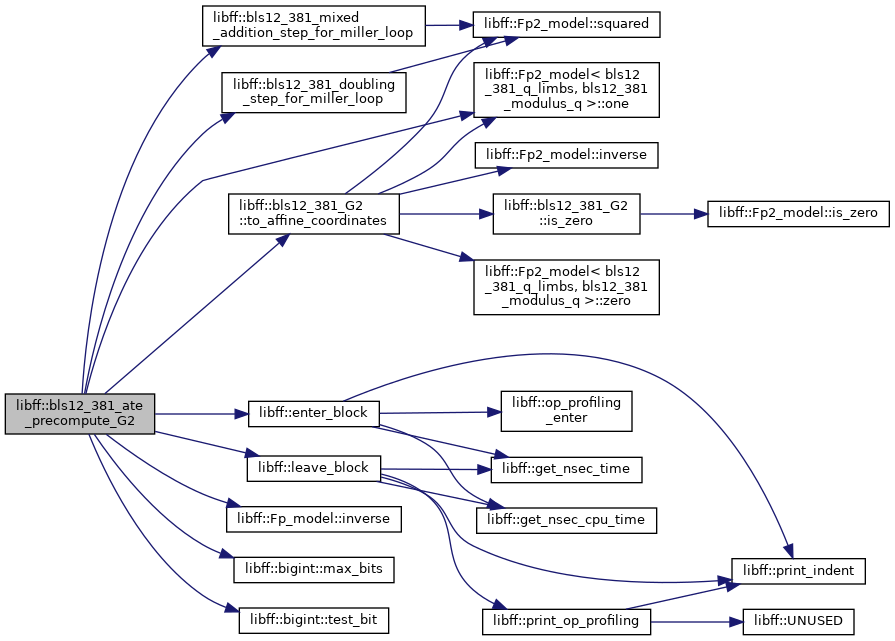 libff::bls12_381_mixed
_addition_step_for_miller_loop
libff::Fp2_model::squared
libff::bls12_381_doubling
_step_for_miller_loop
libff::Fp2_model< bls12
_381_q_limbs, bls12_381
_modulus_q >::one
libff::Fp2_model::inverse
libff::bls12_381_G2
::to_affine_coordinates
libff::bls12_381_G2
::is_zero
libff::Fp2_model::is_zero
libff::Fp2_model< bls12
_381_q_limbs, bls12_381
_modulus_q >::zero
libff::bls12_381_ate
_precompute_G2
libff::enter_block
libff::op_profiling
_enter
libff::leave_block
libff::get_nsec_time
libff::Fp_model::inverse
libff::get_nsec_cpu_time
libff::bigint::max_bits
libff::print_indent
libff::bigint::test_bit
libff::print_op_profiling
libff::UNUSED